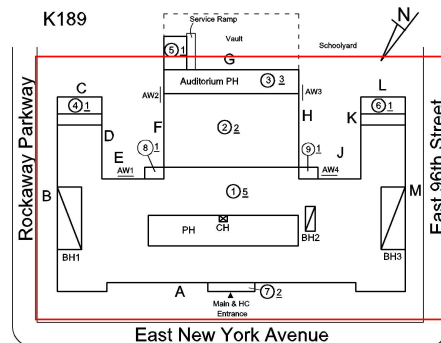 K189
N
Service Ramp
Vault
Schoolyard
5 1
G
Auditorium PH
3 3
C
L
4 1
AW2
AW3
6 1
D
F
H
K
2 2
8 1
9 1
E
J
AW1
AW4
Rockaway Parkway
East 96th Street
B
M
1 5
PH
CH
BH1
BH2
BH3
A
7 2
Main & HC
Entrance
East New York Avenue